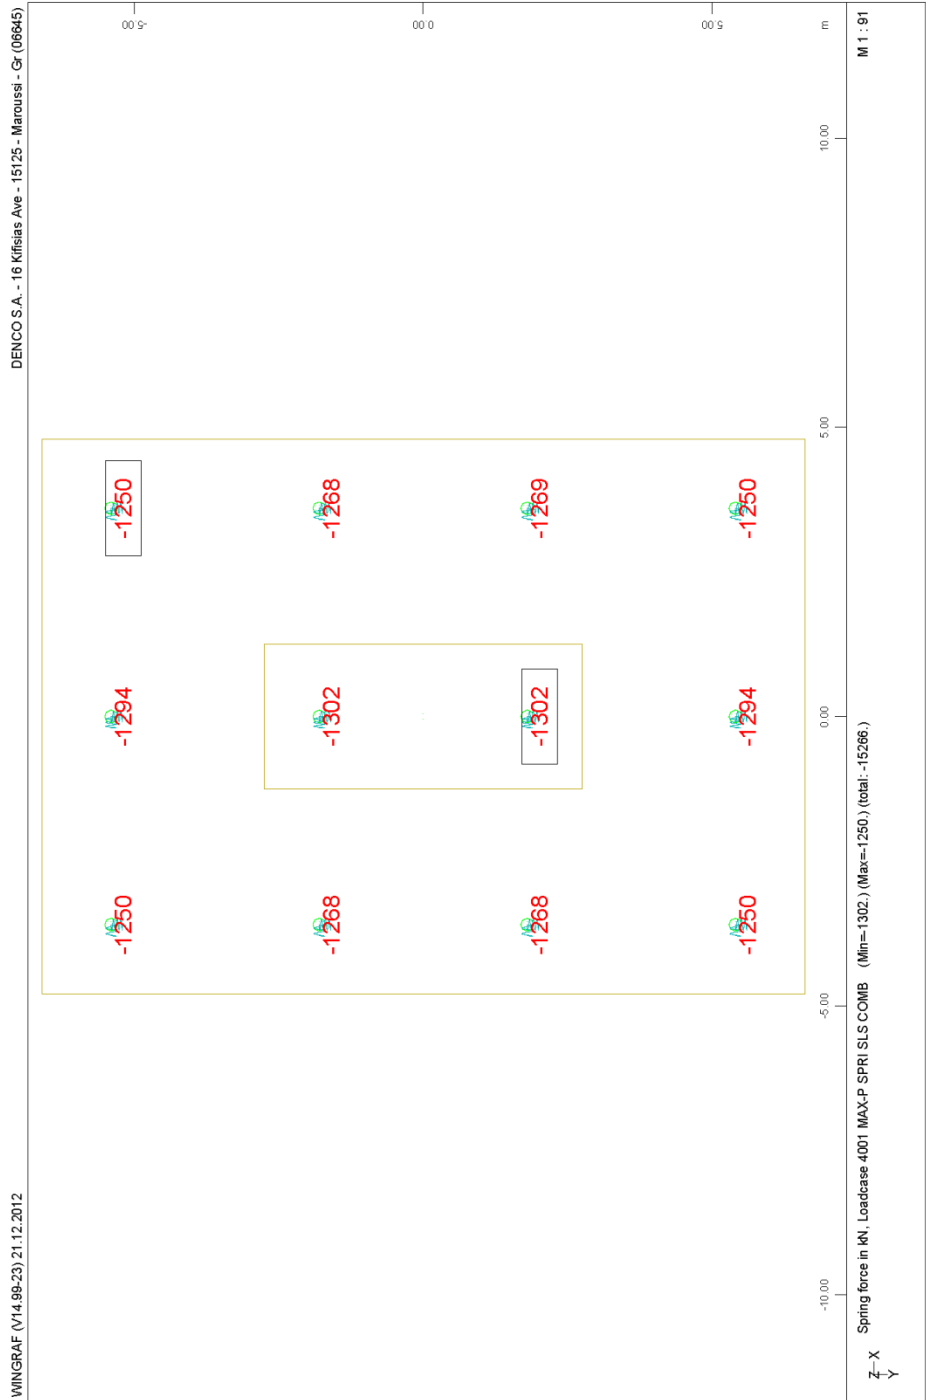 WINGRAF (V14.99-23) 21.12.2012
DENCO S.A. - 16 Kifisias Ave - 15125 - Maroussi - Gr (06645)
-1250 -1294 -1250
-5.00
-1268 -1302 -1268
0.00
-1268 -1302 -1269
5.00
-1250 -1294 -1250
-10.00 -5.00 0.00 5.00 10.00 m
Spring force in kN, Loadcase 4001 MAX-P SPRI SLS COMB (Min=-1302.) (Max=-1250.) (total: -15266.)
M 1 : 91
Z X
Y